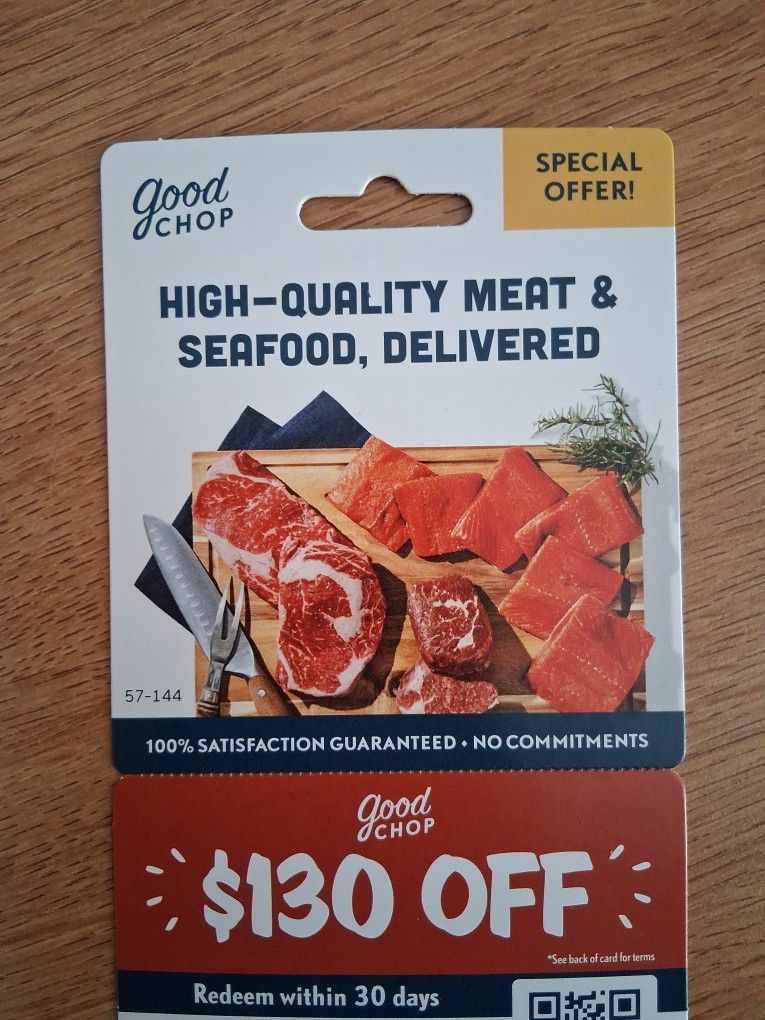 good
CHOP
SPECIAL
OFFER!
HIGH-QUALITY MEAT &
SEAFOOD, DELIVERED
57-144
100% SATISFACTION GUARANTEED • NO COMMITMENTS
good
CHOP
$130 OFF
*See back of card for terms
Redeem within 30 days